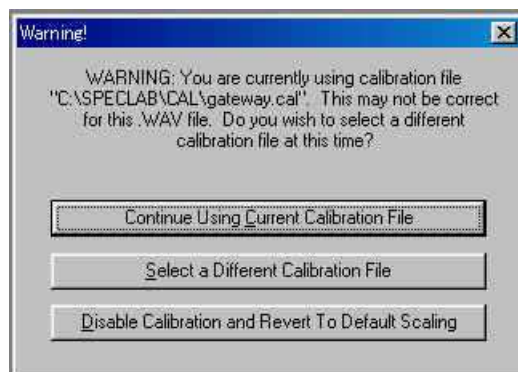 Warning!
WARNING: You are currently using calibration file
"C:\SPECLAB\CAL\gateway.cal". This may not be correct
for this .WAV file. Do you wish to select a different
calibration file at this time?
Continue Using Current Calibration File
Select a Different Calibration File
Disable Calibration and Revert To Default Scaling